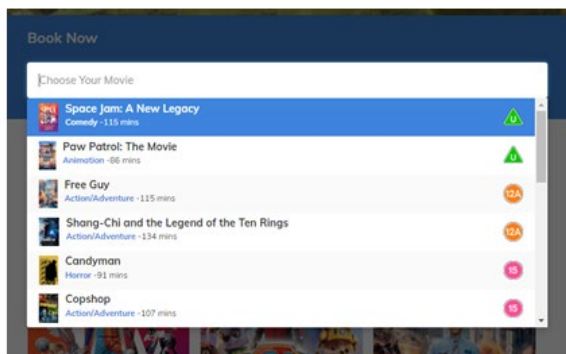 Book Now
Choose Your Movie
Space Jam: A New Legacy
Comedy -115 mins
U
Paw Patrol: The Movie
Animation -86 mins
U
Free Guy
Action/Adventure -115 mins
12A
Shang-Chi and the Legend of the Ten Rings
Action/Adventure -134 mins
12A
Candyman
Horror -91 mins
15
Copshop
Action/Adventure -107 mins
15